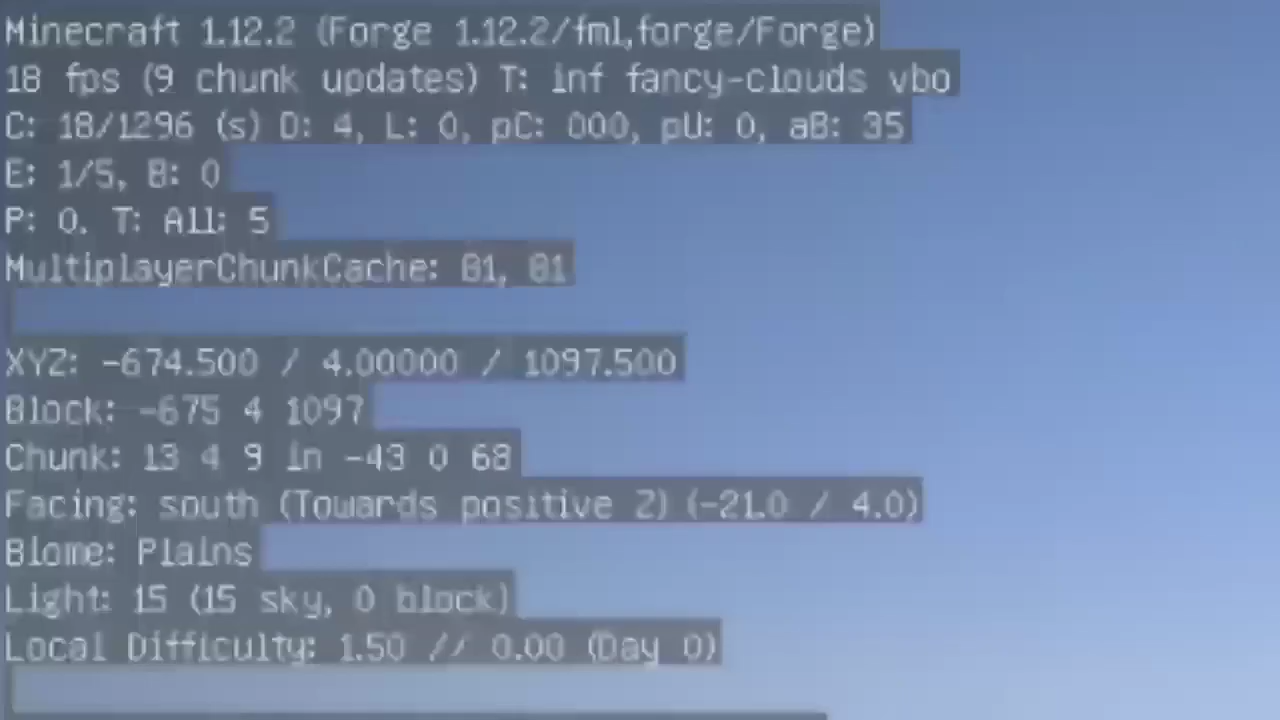 Minecraft 1.12.2 (Forge 1.12.2/fml,forge/Forge)
18 fps (9 chunk updates) T: inf fancy-clouds vbo
C: 18/1296 (s) D: 4, L: 0, pC: 000, pU: 0, aB: 35
E: 1/5, B: 0
P: 0. T: All: 5
MultiplayerChunkCache: 81, 81
XYZ: -674.500 / 4.00000 / 1097.500
Block: -675 4 1097
Chunk: 13 4 9 in -43 0 68
Facing: south (Towards positive Z) (-21.0 / 4.0)
Biome: Plains
Light: 15 (15 sky, 0 block)
Local Difficulty: 1.50 // 0.00 (Day 0)